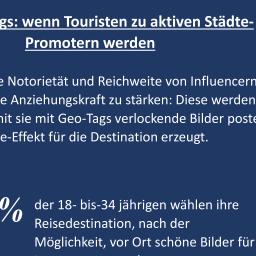 gs: wenn Touristen zu aktiven Städte-
Promotern werden
e Notorietät und Reichweite von Influencern
e Anziehungskraft zu stärken: Diese werden
mit sie mit Geo-Tags verlockende Bilder poste
e-Effekt für die Destination erzeugt.
% der 18- bis-34 jährigen wählen ihre
Reisedestination, nach der
Möglichkeit, vor Ort schöne Bilder für